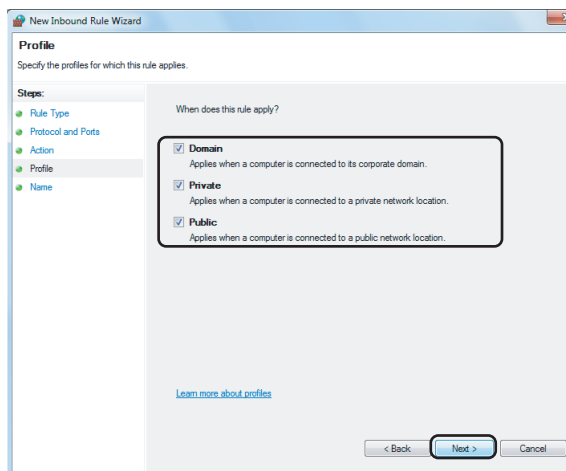 New Inbound Rule Wizard
Profile
Specify the profiles for which this rule applies.
Steps:
Rule Type
Protocol and Ports
Action
Profile
Name
When does this rule apply?
Domain
Applies when a computer is connected to its corporate domain.
Private
Applies when a computer is connected to a private network location.
Public
Applies when a computer is connected to a public network location.
Learn more about profiles
< Back Next > Cancel